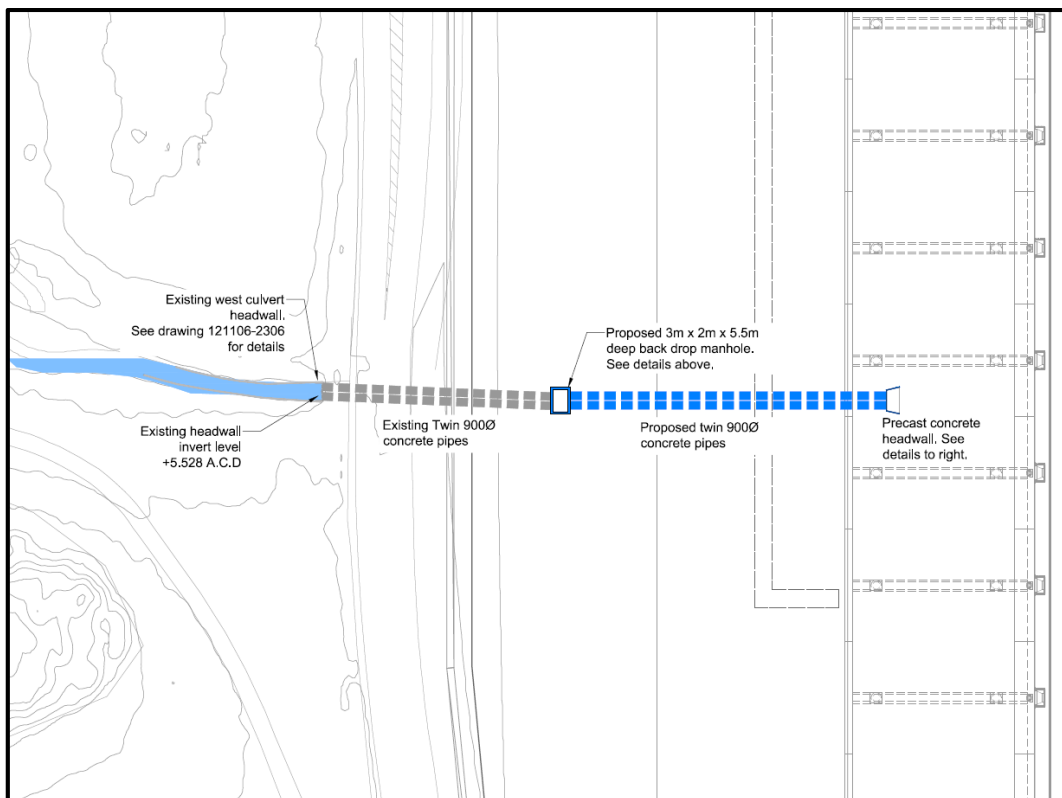 Existing west culvert
headwall.
See drawing 121106-2306
for details
Existing headwall
invert level
+5.528 A.C.D
Existing Twin 900Ø
concrete pipes
Proposed 3m x 2m x 5.5m
deep back drop manhole.
See details above.
Proposed twin 900Ø
concrete pipes
Precast concrete
headwall. See
details to right.